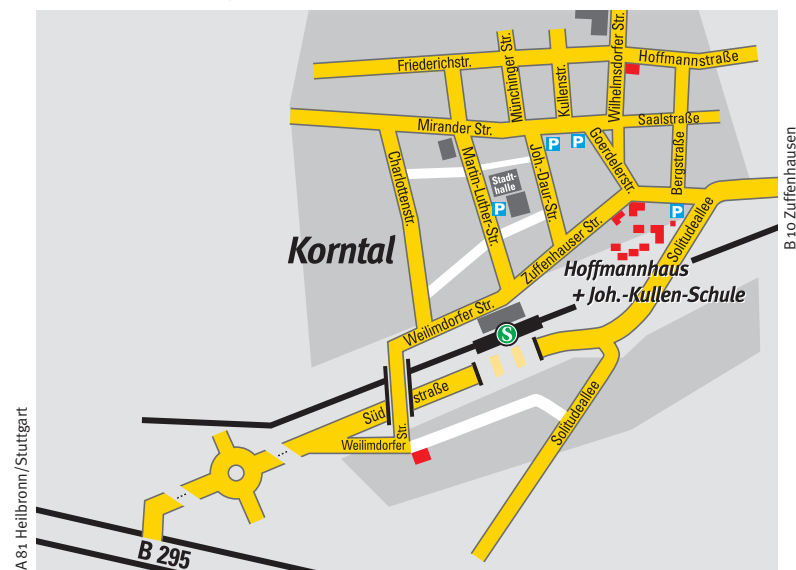 Friederichstr.
Münchinger Str.
Kullenstr.
Wilhelmsdorfer Str.
Hoffmannstraße
Mirander Str.
Saalstraße
Charlottenstr.
Martin-Luther-Str.
Joh.-Daur-Str.
Goerdelerstr.
Bergstraße
P
P
Stadt-
halle
P
P
Solitudeallee
Zuffenhauser Str.
Korntal
Hoffmannhaus
+ Joh.-Kullen-Schule
Weilimdorfer Str.
S
Südstraße
Weilimdorfer Str.
Solitudeallee
B 295
A 81 Heilbronn/Stuttgart
B 10 Zuffenhausen